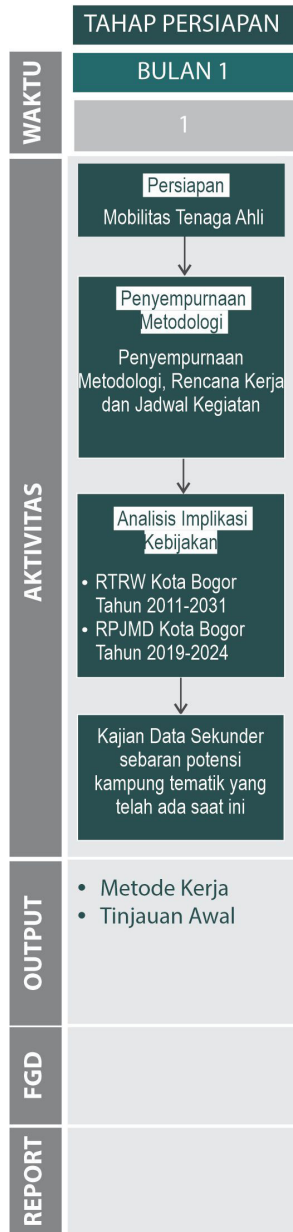 TAHAP PERSIAPAN
WAKTU
BULAN 1
1
AKTIVITAS
Persiapan
Mobilitas Tenaga Ahli
Penyempurnaan
Metodologi
Penyempurnaan
Metodologi, Rencana Kerja
dan Jadwal Kegiatan
Analisis Implikasi
Kebijakan
• RTRW Kota Bogor
Tahun 2011-2031
• RPJMD Kota Bogor
Tahun 2019-2024
Kajian Data Sekunder
sebaran potensi
kampung tematik yang
telah ada saat ini
OUTPUT
• Metode Kerja
• Tinjauan Awal
FGD
REPORT